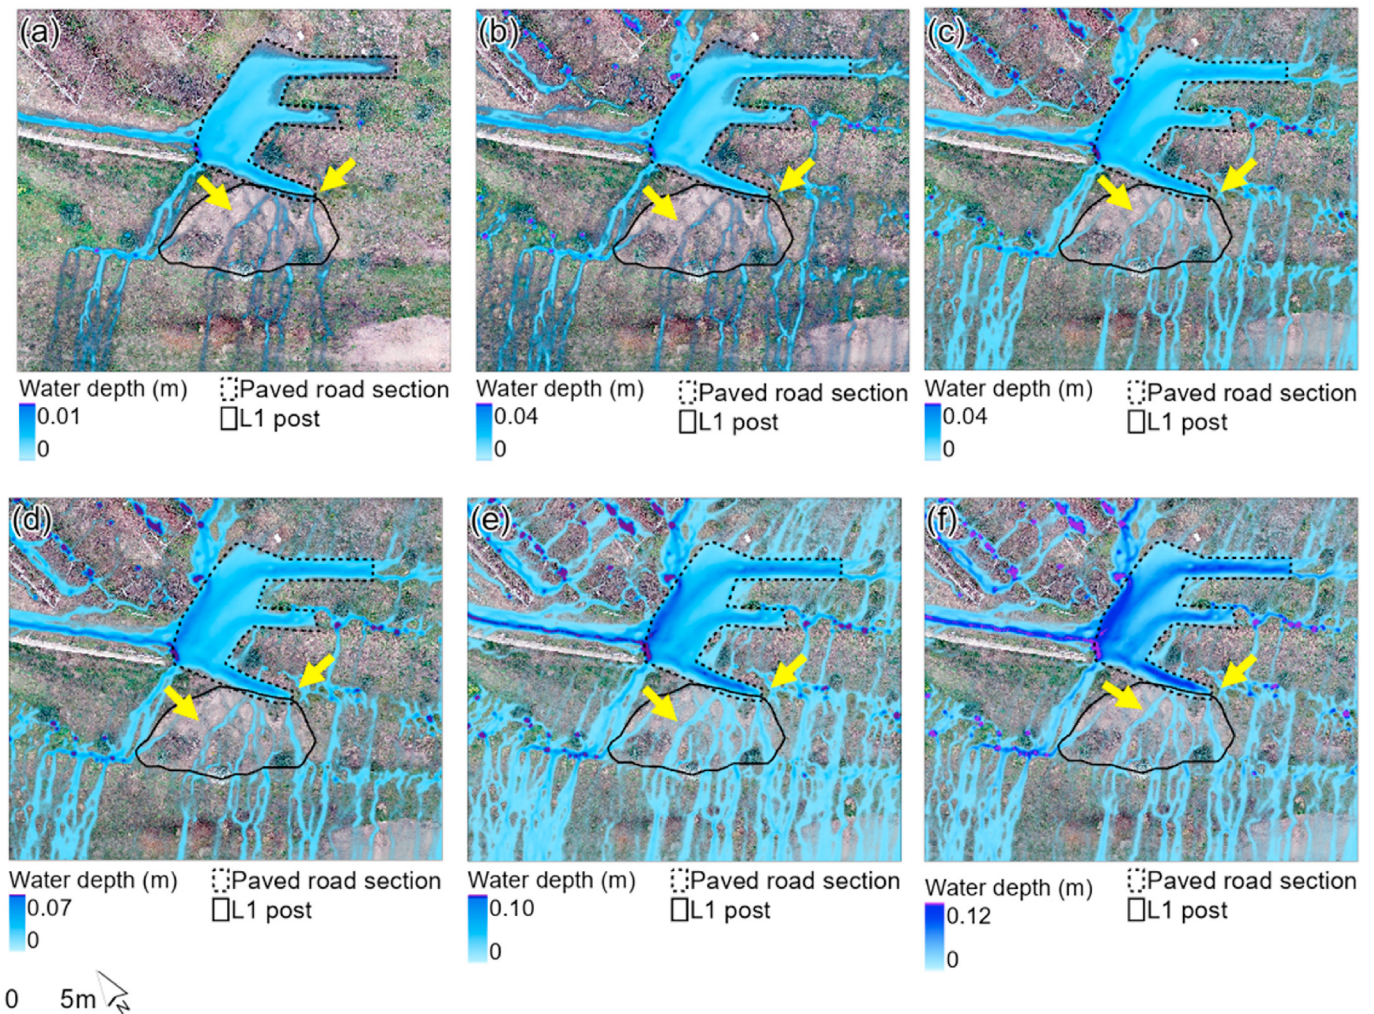 (a)
(b)
(c)
Water depth (m)
Paved road section
0.01
L1 post
0
Water depth (m)
Paved road section
0.04
L1 post
0
Water depth (m)
Paved road section
0.04
L1 post
0
(d)
(e)
(f)
Water depth (m)
Paved road section
0.07
L1 post
0
Water depth (m)
Paved road section
0.10
L1 post
0
Water depth (m)
Paved road section
0.12
L1 post
0
0 5m
N